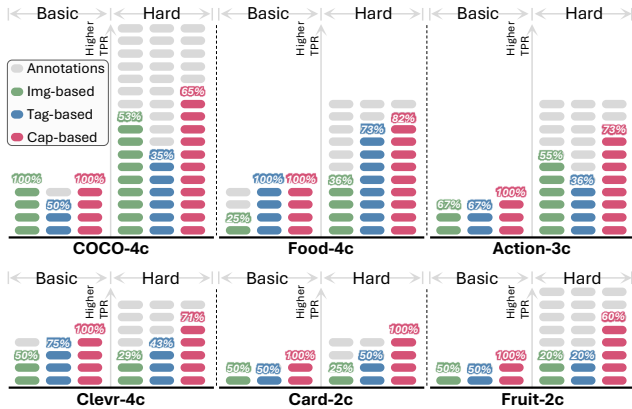 Basic Hard Basic Hard Basic Hard
Higher TPR Higher TPR Higher TPR
Annotations
Img-based
Tag-based
Cap-based
100% 50% 100% 53% 35% 65%
25% 100% 100% 36% 73% 82%
67% 67% 100% 55% 36% 73%
COCO-4c Food-4c Action-3c
Basic Hard Basic Hard Basic Hard
Higher TPR Higher TPR Higher TPR
50% 75% 100% 29% 43% 71%
50% 50% 100% 25% 50% 100%
50% 50% 100% 20% 20% 60%
Clevr-4c Card-2c Fruit-2c